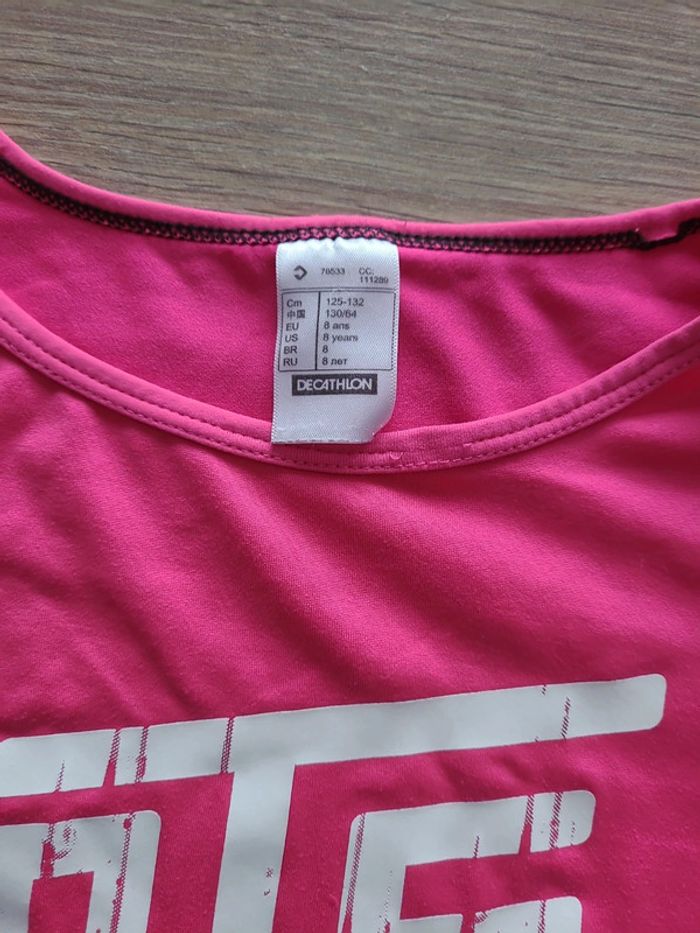 78533 CC:
111289
Cm 125-132
中国 130/64
EU 8 ans
US 8 years
BR 8
RU 8 лет
DECATHLON